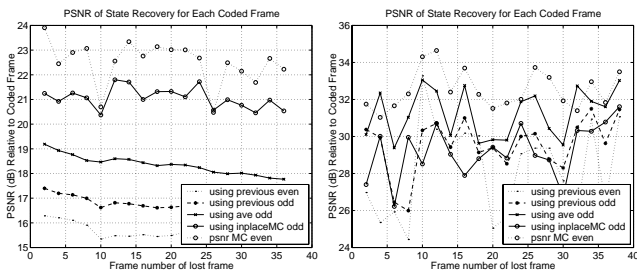 PSNR of State Recovery for Each Coded Frame
PSNR (dB) Relative to Coded Frame
24
23
22
21
20
19
18
17
16
15
0
5
10
15
20
25
30
35
40
Frame number of lost frame
using previous even
using previous odd
using ave odd
using inplaceMC odd
psnr MC even
PSNR of State Recovery for Each Coded Frame
PSNR (dB) Relative to Coded Frame
36
34
32
30
28
26
24
0
5
10
15
20
25
30
35
40
Frame number of lost frame
using previous even
using previous odd
using ave odd
using inplaceMC odd
psnr MC even